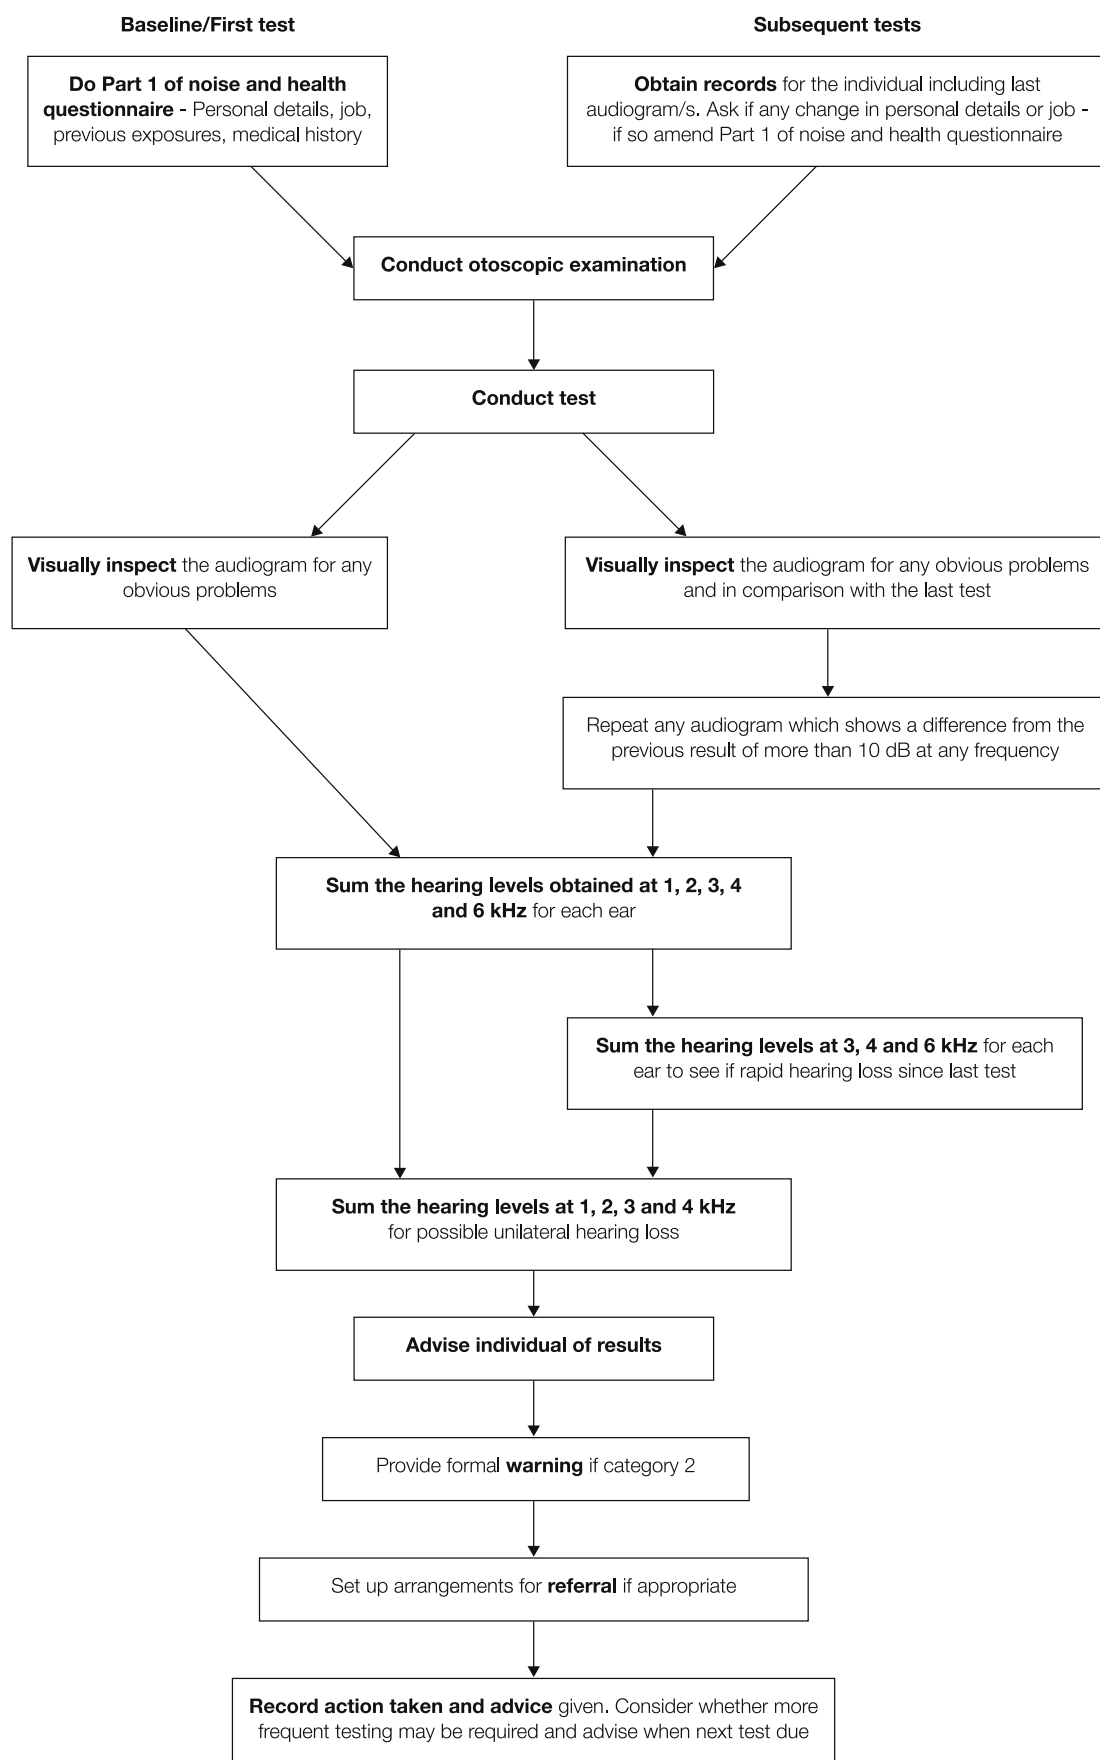 Baseline/First test
Subsequent tests
Do Part 1 of noise and health
questionnaire - Personal details, job,
previous exposures, medical history
Obtain records for the individual including last
audiogram/s. Ask if any change in personal details or job -
if so amend Part 1 of noise and health questionnaire
Conduct otoscopic examination
Conduct test
Visually inspect the audiogram for any
obvious problems
Visually inspect the audiogram for any obvious problems
and in comparison with the last test
Repeat any audiogram which shows a difference from the
previous result of more than 10 dB at any frequency
Sum the hearing levels obtained at 1, 2, 3, 4
and 6 kHz for each ear
Sum the hearing levels at 3, 4 and 6 kHz for each
ear to see if rapid hearing loss since last test
Sum the hearing levels at 1, 2, 3 and 4 kHz
for possible unilateral hearing loss
Advise individual of results
Provide formal warning if category 2
Set up arrangements for referral if appropriate
Record action taken and advice given. Consider whether more
frequent testing may be required and advise when next test due